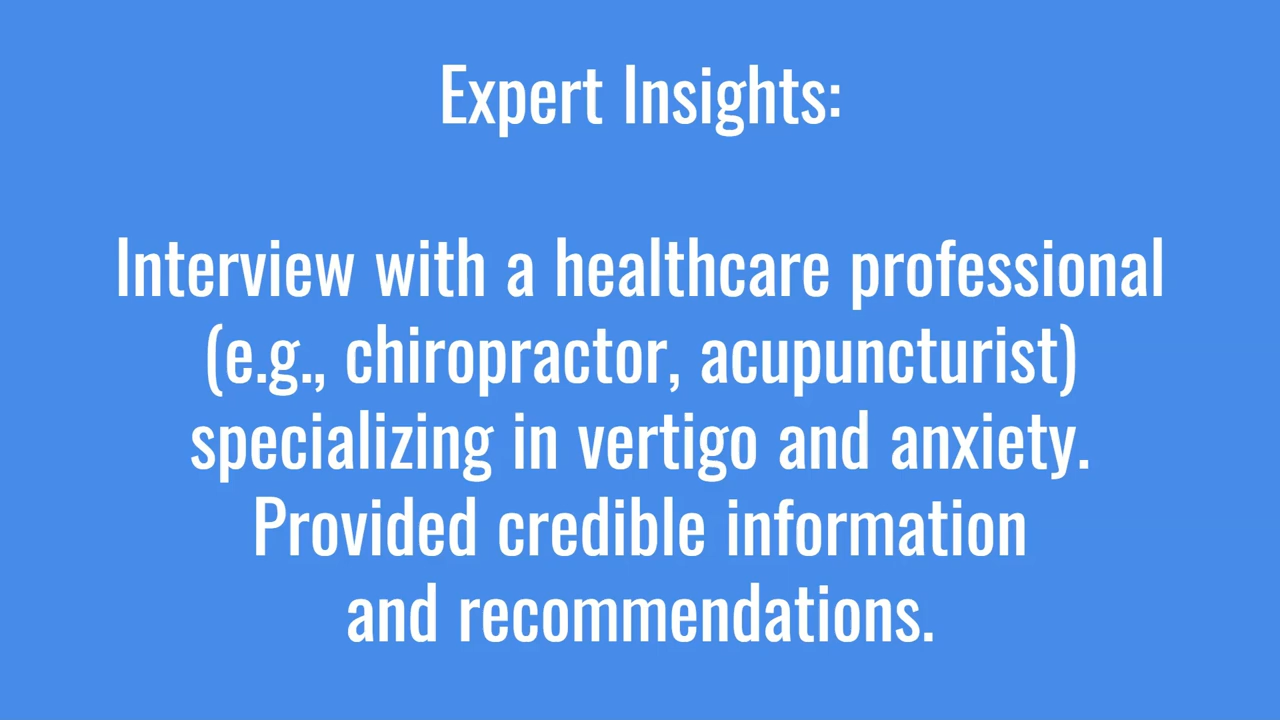 Expert Insights:
Interview with a healthcare professional
(e.g., chiropractor, acupuncturist)
specializing in vertigo and anxiety.
Provided credible information
and recommendations.